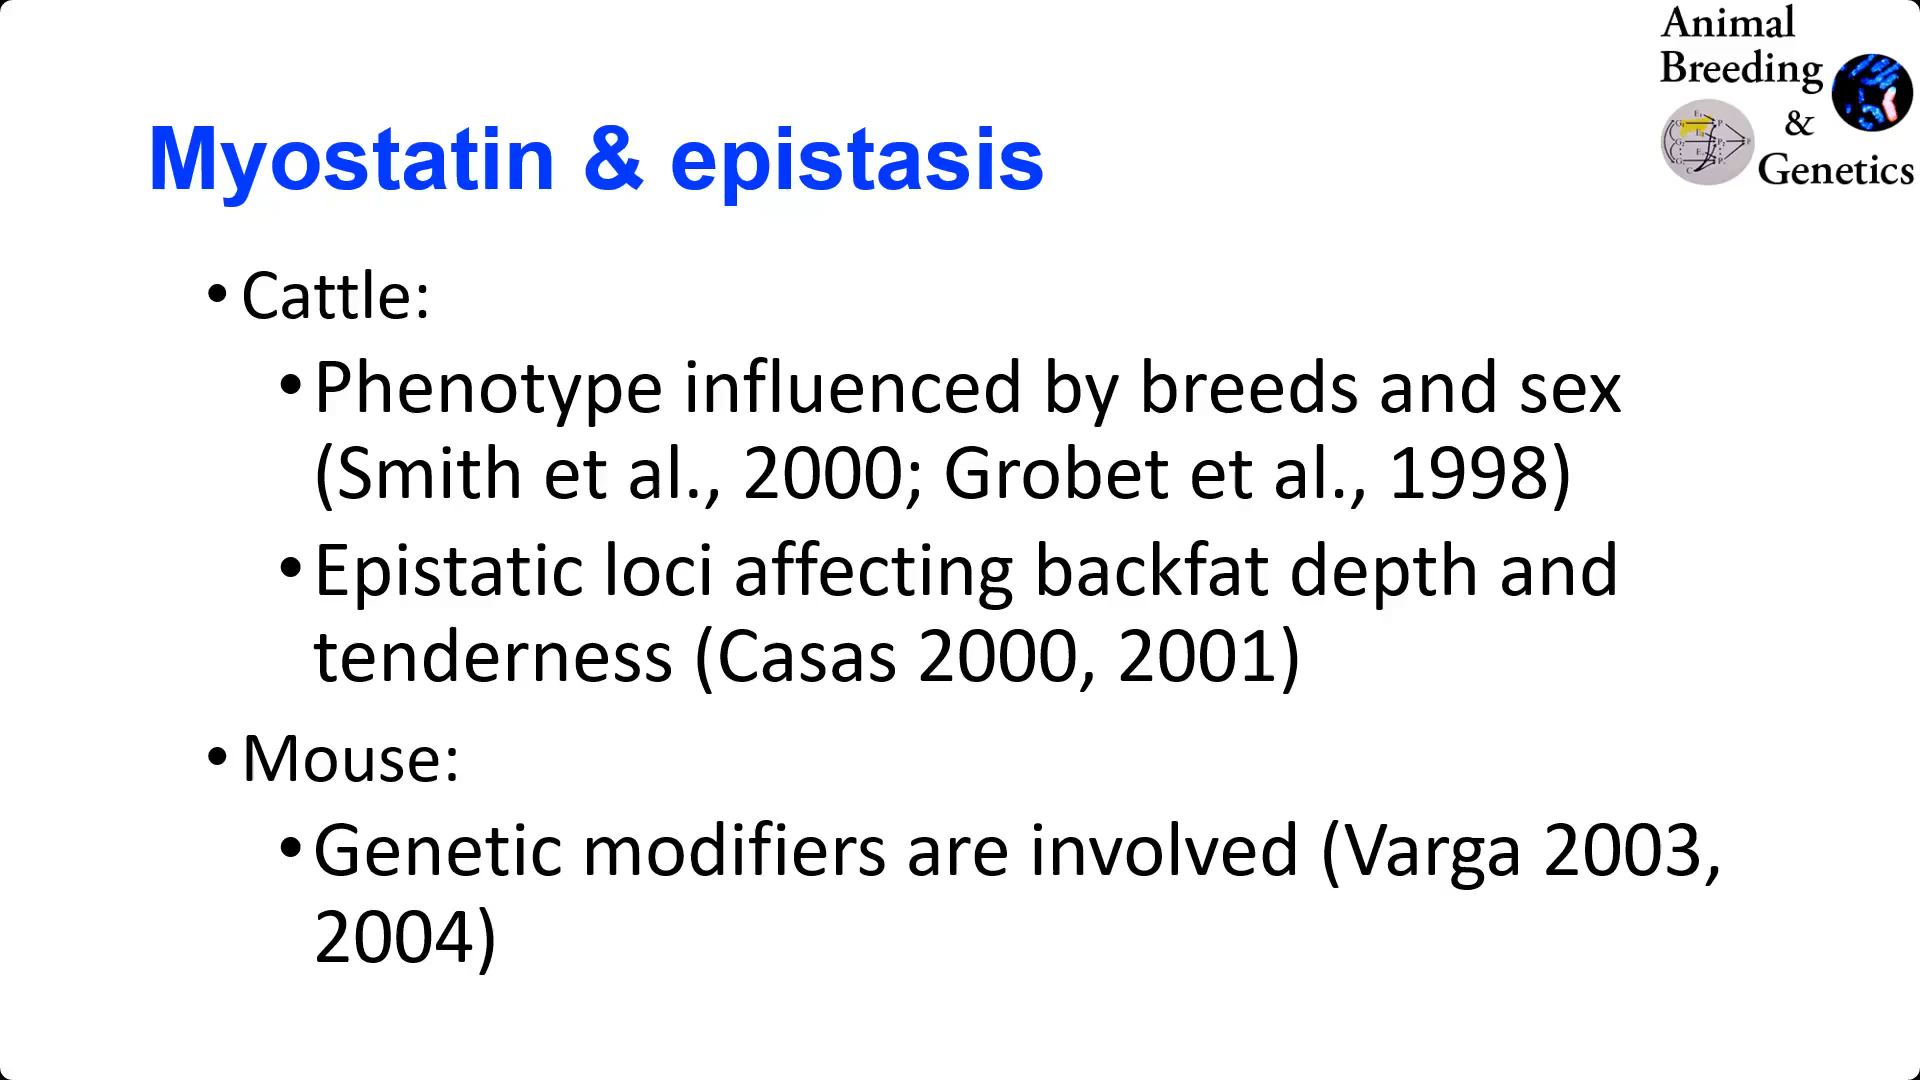 Animal
Breeding
&
Genetics
Myostatin & epistasis
• Cattle:
• Phenotype influenced by breeds and sex
(Smith et al., 2000; Grobet et al., 1998)
• Epistatic loci affecting backfat depth and
tenderness (Casas 2000, 2001)
• Mouse:
• Genetic modifiers are involved (Varga 2003,
2004)